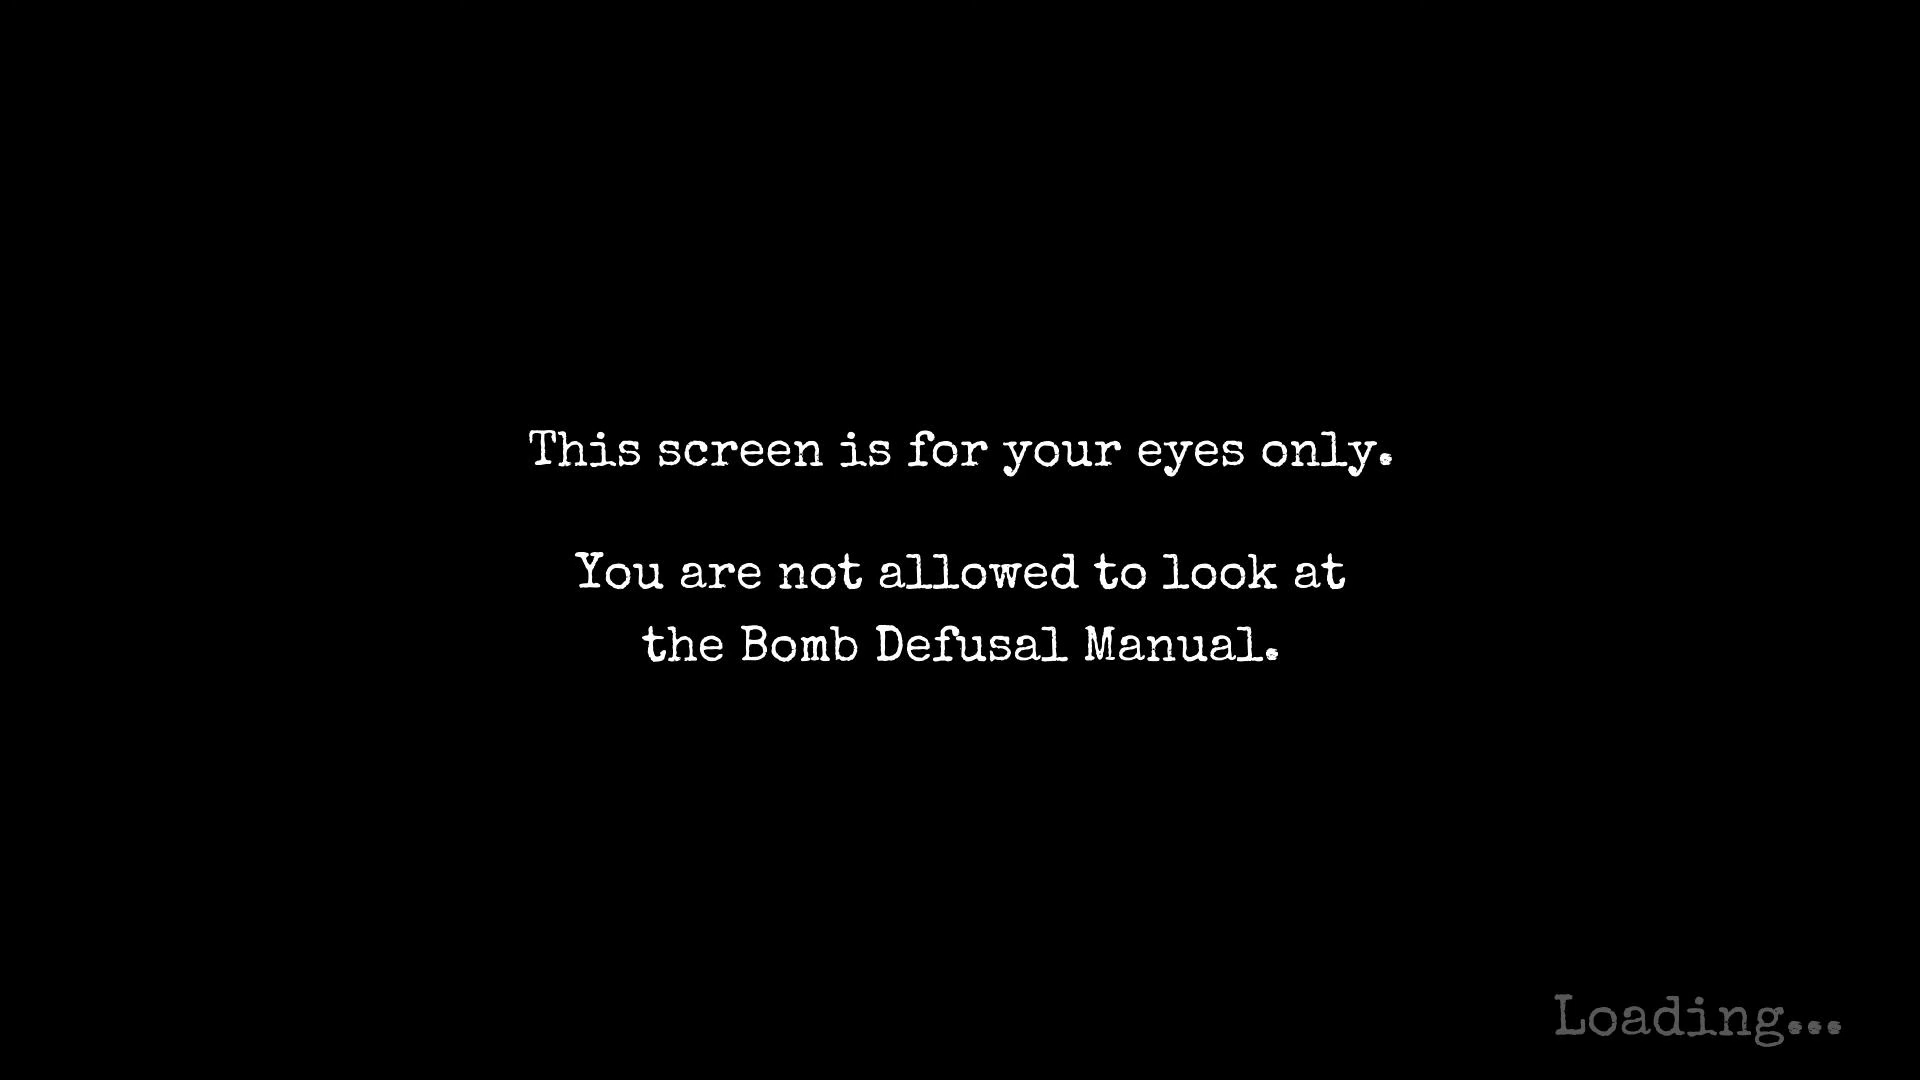 This screen is for your eyes only.
You are not allowed to look at
the Bomb Defusal Manual.
Loading...